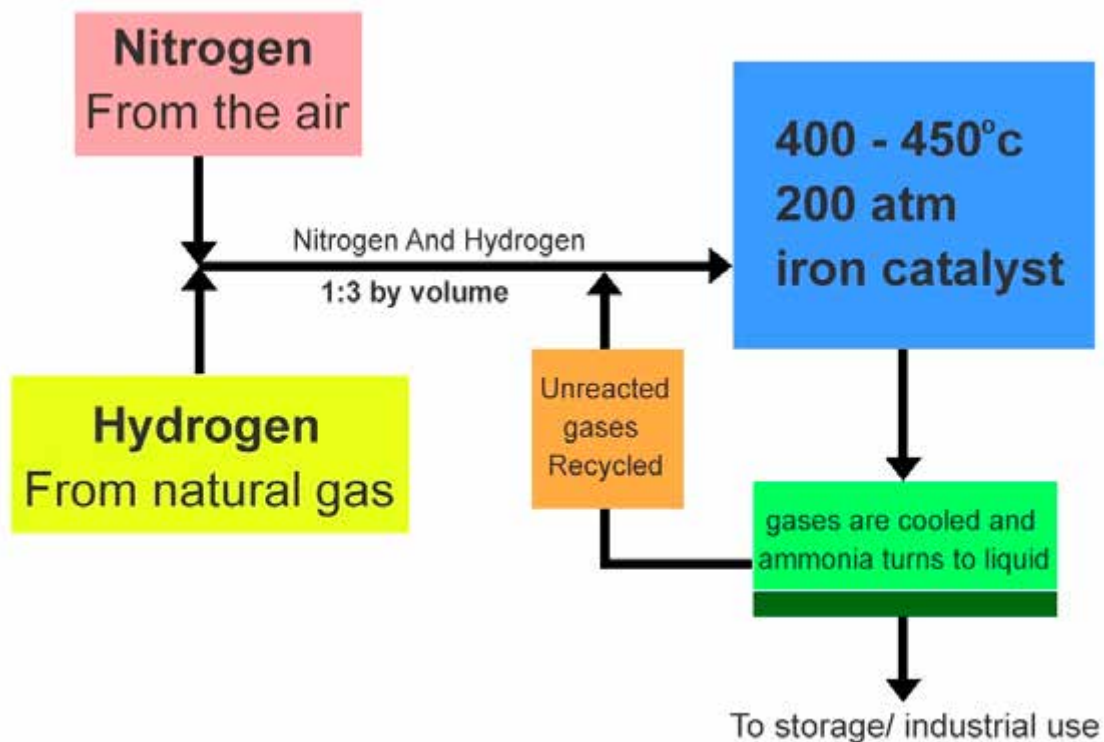 Nitrogen
From the air
400 - 450°c
200 atm
iron catalyst
Nitrogen And Hydrogen
1:3 by volume
Hydrogen
From natural gas
Unreacted
gases
Recycled
gases are cooled and
ammonia turns to liquid
To storage/ industrial use